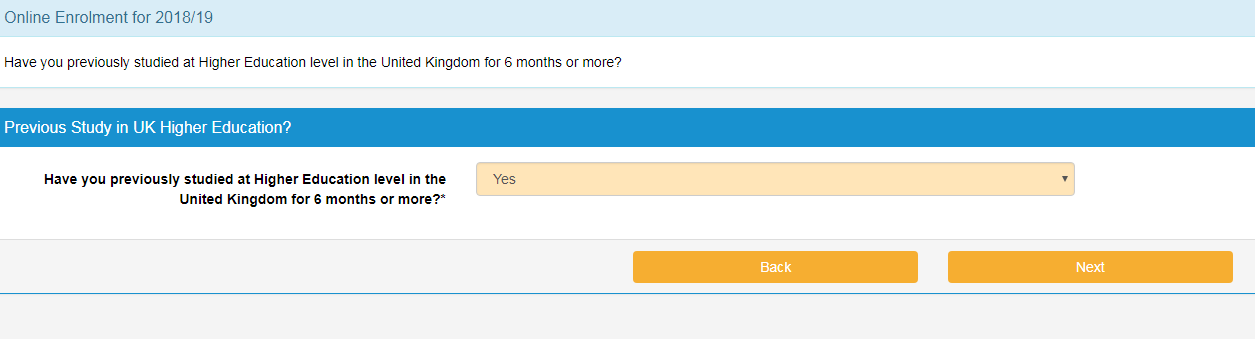 Online Enrolment for 2018/19
Have you previously studied at Higher Education level in the United Kingdom for 6 months or more?
Previous Study in UK Higher Education?
Have you previously studied at Higher Education level in the
United Kingdom for 6 months or more?*
Yes
Back
Next